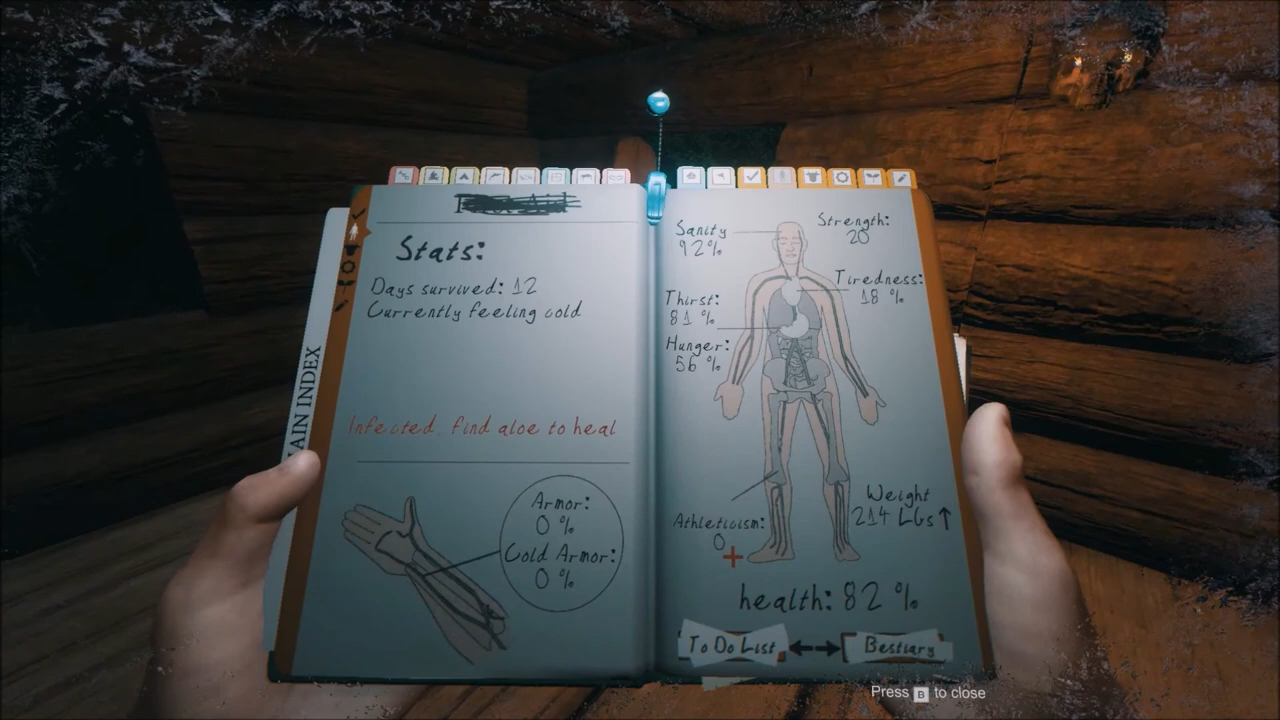 MAIN INDEX
Stats:
Days survived: 12
Currently feeling cold
Infected, find aloe to heal
Armor:
0 %
Cold Armor:
0 %
Sanity
92%
Strength:
20
Tiredness:
18 %
Thirst:
81 %
Hunger:
56 %
Weight
214 LBs
Athleticism:
0
health: 82 %
To Do List
Bestiary
Press B to close